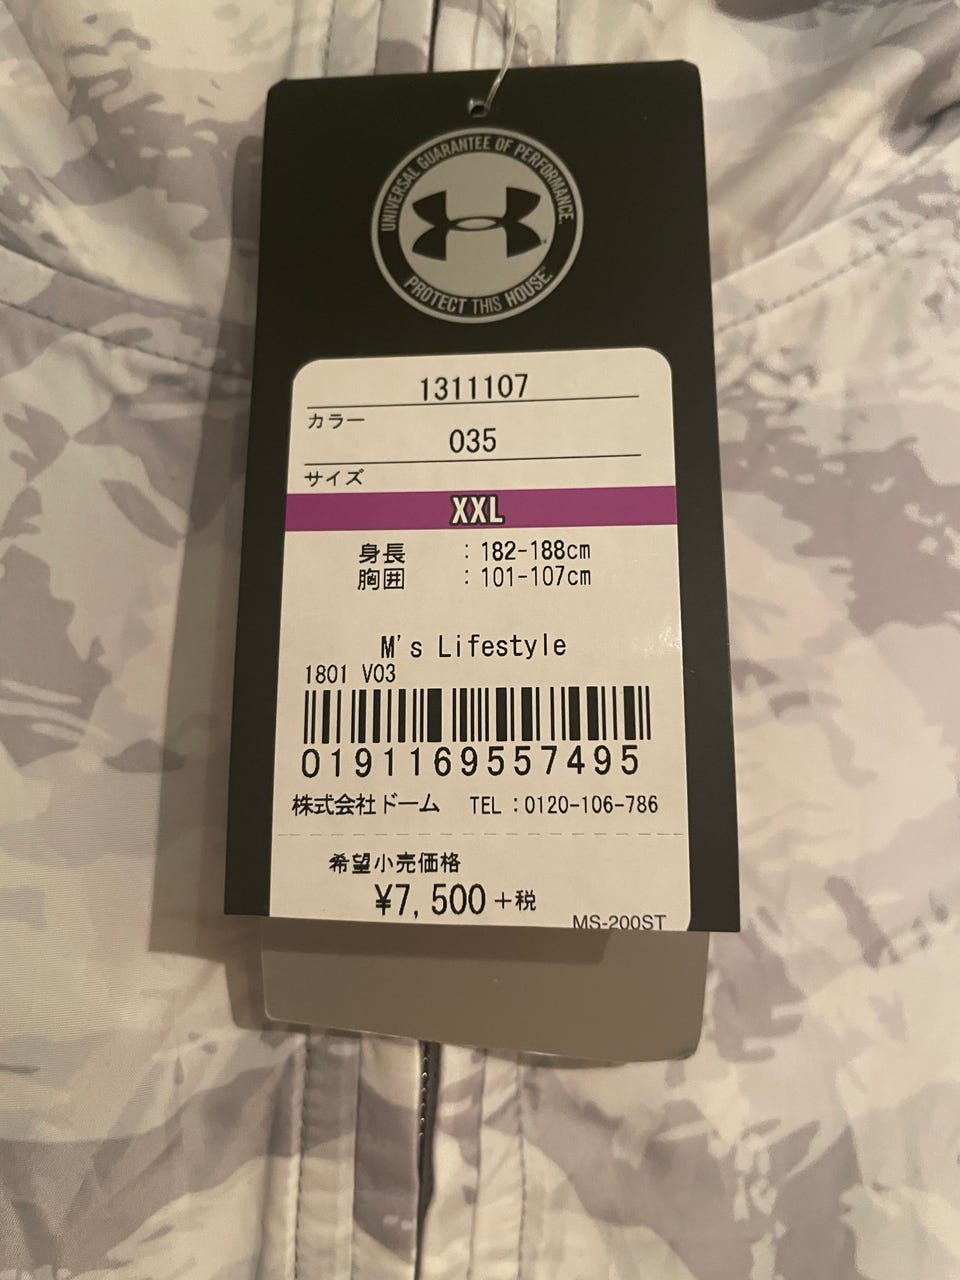 UNIVERSAL GUARANTEE OF PERFORMANCE.
PROTECT THIS HOUSE.
1311107
カラー
035
サイズ
XXL
身長 : 182-188cm
胸囲 : 101-107cm
M's Lifestyle
1801 V03
0191169557495
株式会社ドーム TEL :0120-106-786
希望小売価格
¥7,500+税
MS-200ST